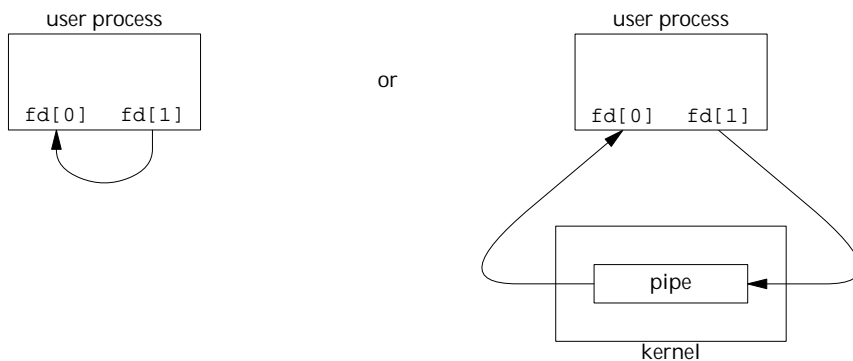 user process
fd[0] fd[1]
or
user process
fd[0] fd[1]
pipe
kernel